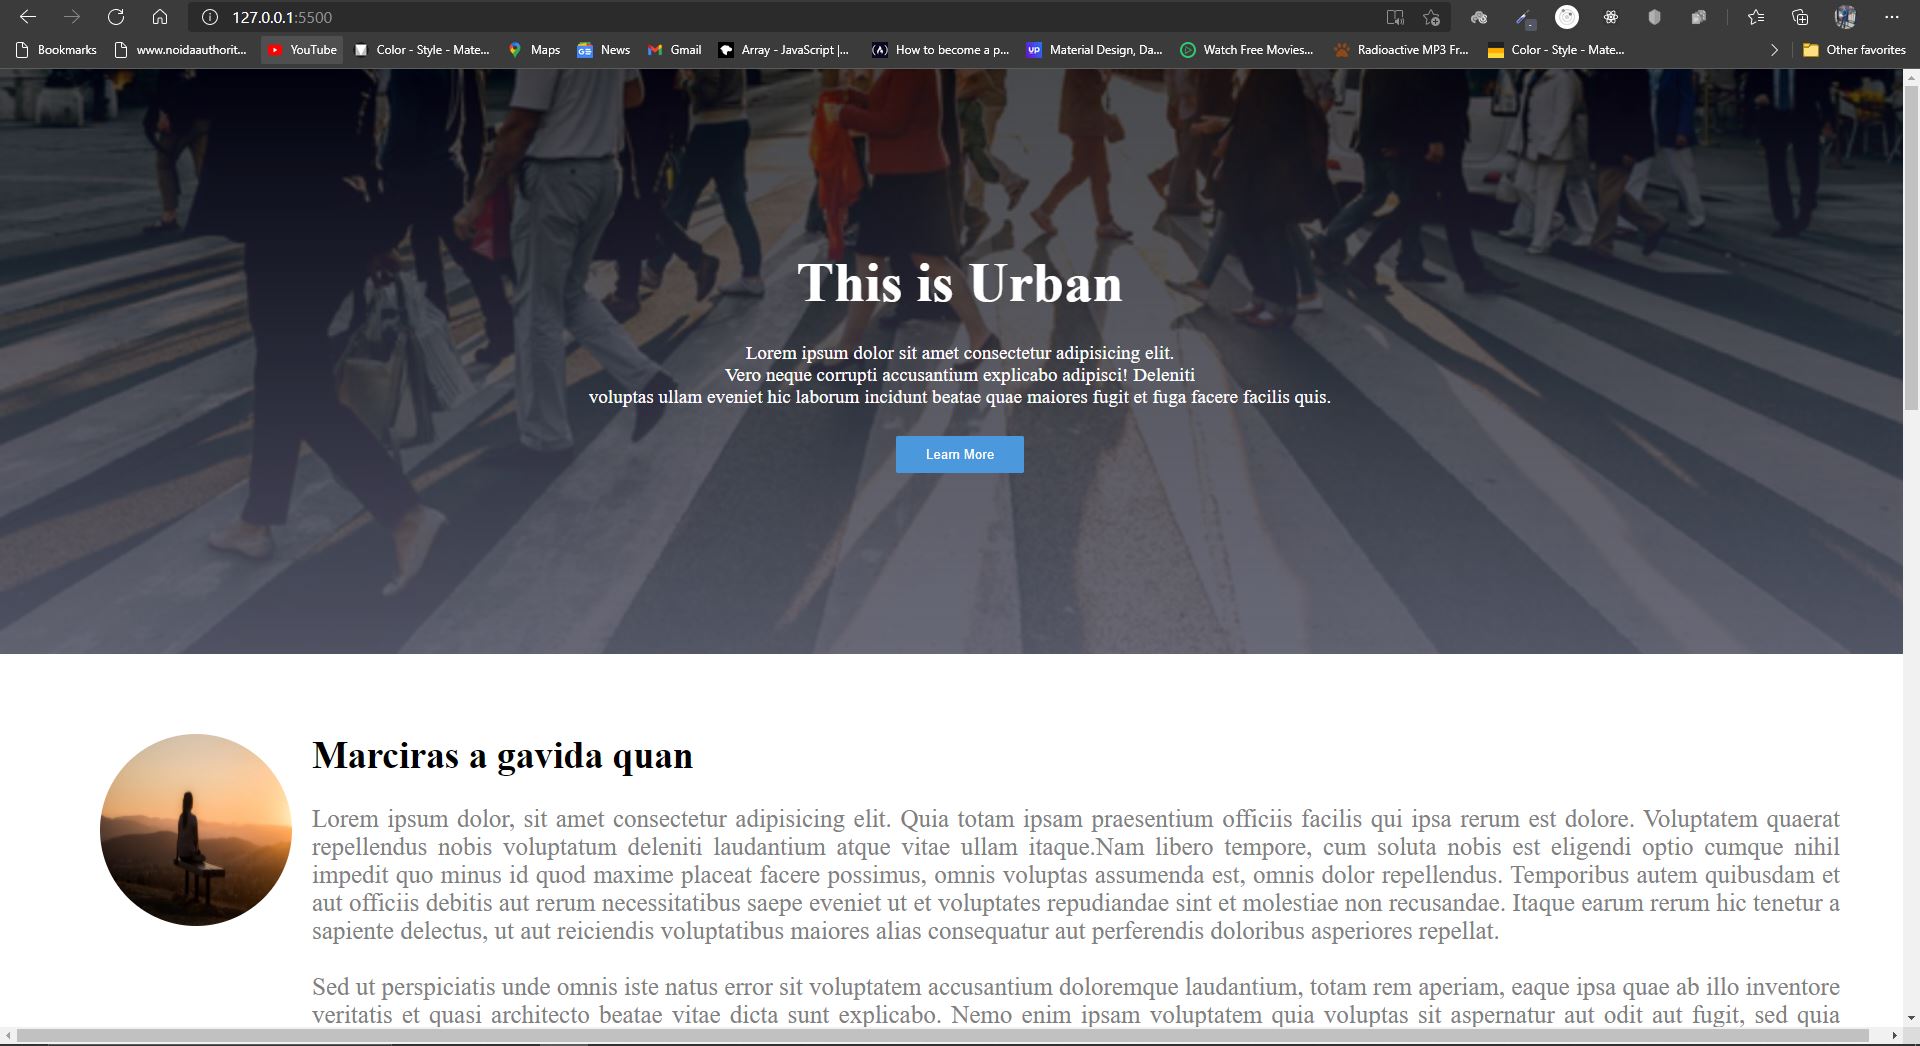 127.0.0.1:5500
Bookmarks
www.noidaauthorit...
YouTube
Color - Style - Mate...
Maps
News
Gmail
Array - JavaScript |...
How to become a p...
Material Design, Da...
Watch Free Movies...
Radioactive MP3 Fr...
Color - Style - Mate...
Other favorites
This is Urban
Lorem ipsum dolor sit amet consectetur adipisicing elit.
Vero neque corrupti accusantium explicabo adipisci! Deleniti
voluptas ullam eveniet hic laborum incidunt beatae quae maiores fugit et fuga facere facilis quis.
Learn More
Marciras a gavida quan
Lorem ipsum dolor, sit amet consectetur adipisicing elit. Quia totam ipsam praesentium officiis facilis qui ipsa rerum est dolore. Voluptatem quaerat
repellendus nobis voluptatum deleniti laudantium atque vitae ullam itaque.Nam libero tempore, cum soluta nobis est eligendi optio cumque nihil
impedit quo minus id quod maxime placeat facere possimus, omnis voluptas assumenda est, omnis dolor repellendus. Temporibus autem quibusdam et
aut officiis debitis aut rerum necessitatibus saepe eveniet ut et voluptates repudiandae sint et molestiae non recusandae. Itaque earum rerum hic tenetur a
sapiente delectus, ut aut reiciendis voluptatibus maiores alias consequatur aut perferendis doloribus asperiores repellat.
Sed ut perspiciatis unde omnis iste natus error sit voluptatem accusantium doloremque laudantium, totam rem aperiam, eaque ipsa quae ab illo inventore
veritatis et quasi architecto beatae vitae dicta sunt explicabo. Nemo enim ipsam voluptatem quia voluptas sit aspernatur aut odit aut fugit, sed quia